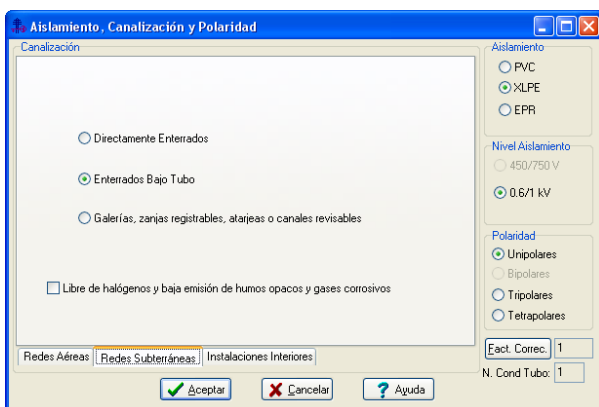 Aislamiento, Canalización y Polaridad
Canalización
Directamente Enterrados
Enterrados Bajo Tubo
Galerías, zanjas registrables, atarjeas o canales revisables
Libre de halógenos y baja emisión de humos opacos y gases corrosivos
Redes Aéreas
Redes Subterráneas
Instalaciones Interiores
Aislamiento
PVC
XLPE
EPR
Nivel Aislamiento
450/750 V
0.6/1 kV
Polaridad
Unipolares
Bipolares
Tripolares
Tetrapolares
Fact. Correc. 1
N. Cond Tubo: 1
Aceptar
Cancelar
? Ayuda